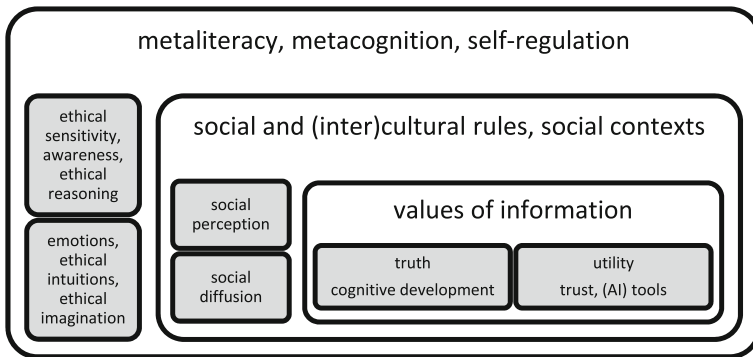 metaliteracy, metacognition, self-regulation
ethical
sensitivity,
awareness,
ethical
reasoning
emotions,
ethical
intuitions,
ethical
imagination
social and (inter)cultural rules, social contexts
social
perception
social
diffusion
values of information
truth
cognitive development
utility
trust, (AI) tools